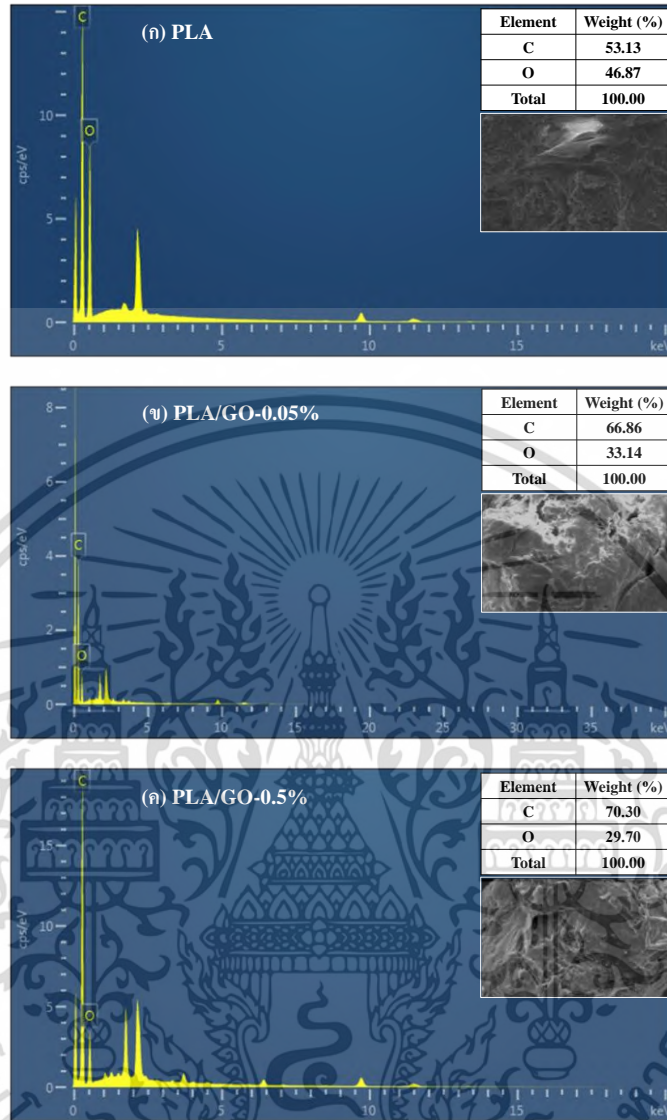 C
(ก) PLA
O
cps/eV
10
5
0
0 5 10 15 keV
Element Weight (%)
C 53.13
O 46.87
Total 100.00
(ข) PLA/GO-0.05%
C
O
cps/eV
8
6
4
2
0
0 5 10 15 20 25 30 35 keV
Element Weight (%)
C 66.86
O 33.14
Total 100.00
C
(ค) PLA/GO-0.5%
O
cps/eV
15
10
5
0
0 5 10 15 keV
Element Weight (%)
C 70.30
O 29.70
Total 100.00